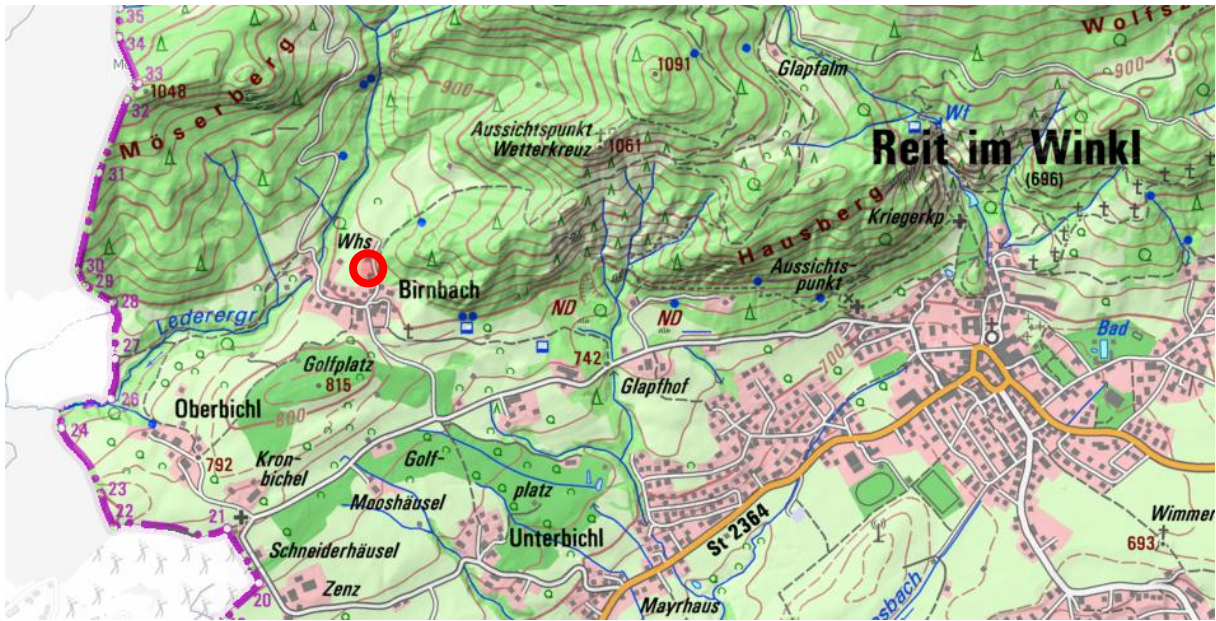 35
34
33
32
1048
Möserberg
31
30
29
28
27
26
24
23
22
21
20
900
1091
Glapfalm
Wf
900
Aussichtspunkt
Wetterkreuz
1061
Reit im Winkl
(696)
Hausberg
Kriegerkp
Aussichts-
punkt
Whs
Birnbach
ND
ND
Lederergr
Golfplatz
815
800
742
Glapfhof
700
Bad
Oberbichl
792
Kron-
bichel
Golf-
platz
Mooshäusel
Unterbichl
St 2364
Schneiderhäusel
Zenz
Mayrhaus
Wimmer
693